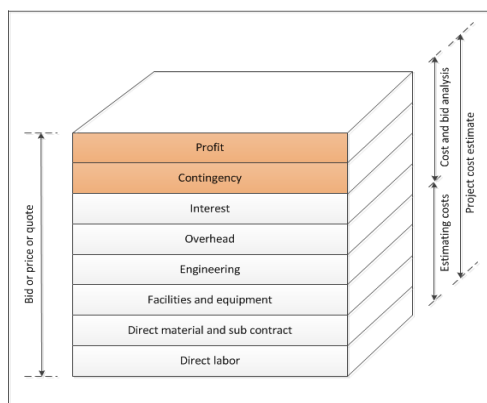 Profit
Contingency
Interest
Overhead
Engineering
Facilities and equipment
Direct material and sub contract
Direct labor
Bid or price or quote
Cost and bid analysis
Estimating costs
Project cost estimate